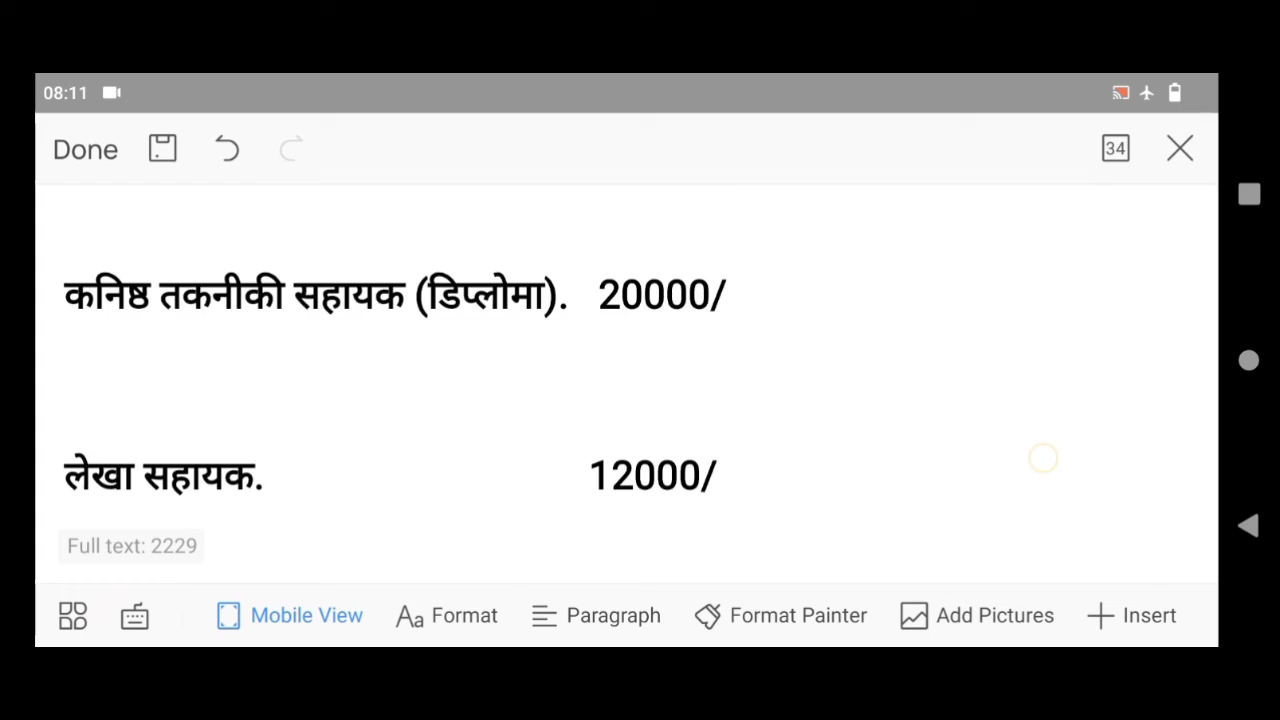 08:11
Done
34
कनिष्ठ तकनीकी सहायक (डिप्लोमा). 20000/
लेखा सहायक. 12000/
Full text: 2229
Mobile View Aa Format Paragraph Format Painter Add Pictures Insert